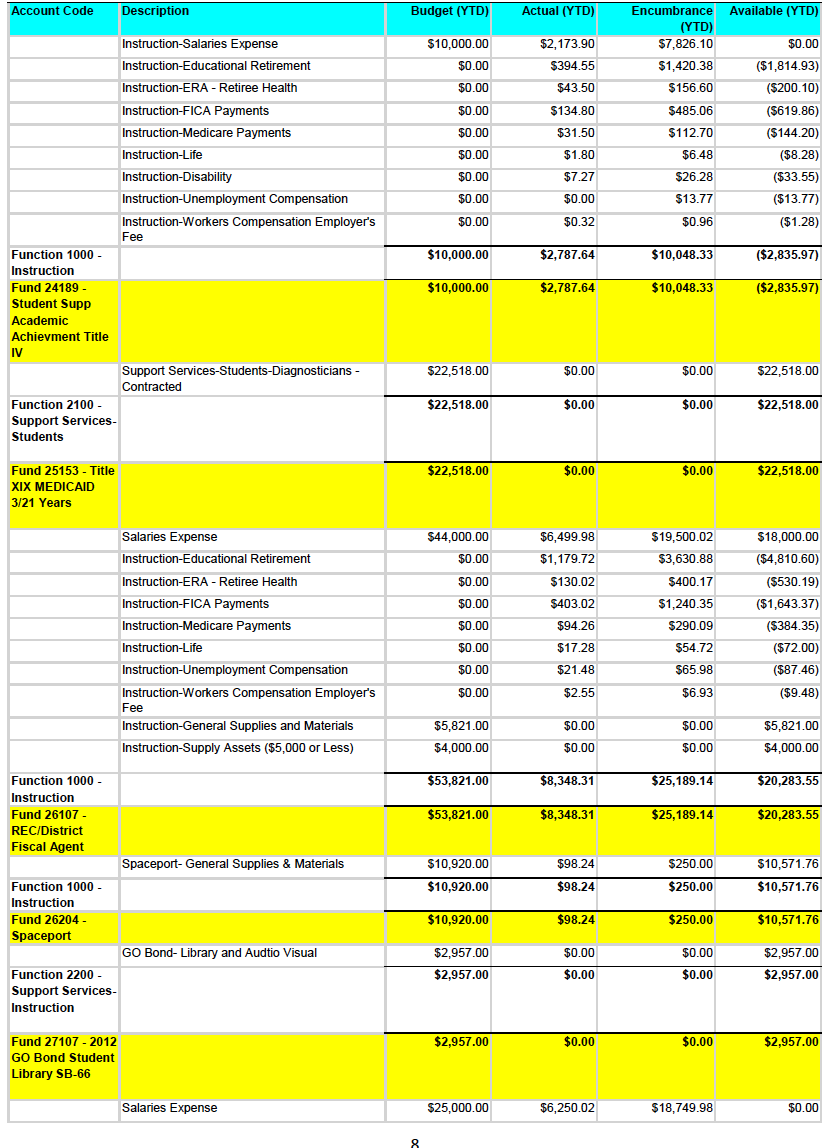 Account Code Description Budget (YTD) Actual (YTD) Encumbrance (YTD) Available (YTD)
Instruction-Salaries Expense $10,000.00 $2,173.90 $7,826.10 $0.00
Instruction-Educational Retirement $0.00 $394.55 $1,420.38 ($1,814.93)
Instruction-ERA - Retiree Health $0.00 $43.50 $156.60 ($200.10)
Instruction-FICA Payments $0.00 $134.80 $485.06 ($619.86)
Instruction-Medicare Payments $0.00 $31.50 $112.70 ($144.20)
Instruction-Life $0.00 $1.80 $6.48 ($8.28)
Instruction-Disability $0.00 $7.27 $26.28 ($33.55)
Instruction-Unemployment Compensation $0.00 $0.00 $13.77 ($13.77)
Instruction-Workers Compensation Employer's $0.00 $0.32 $0.96 ($1.28)
Fee
Function 1000 - $10,000.00 $2,787.64 $10,048.33 ($2,835.97)
Instruction
Fund 24189 - $10,000.00 $2,787.64 $10,048.33 ($2,835.97)
Student Supp
Academic
Achievment Title
IV
Support Services-Students-Diagnosticians - $22,518.00 $0.00 $0.00 $22,518.00
Contracted
Function 2100 - $22,518.00 $0.00 $0.00 $22,518.00
Support Services-
Students
Fund 25153 - Title $22,518.00 $0.00 $0.00 $22,518.00
XIX MEDICAID
3/21 Years
Salaries Expense $44,000.00 $6,499.98 $19,500.02 $18,000.00
Instruction-Educational Retirement $0.00 $1,179.72 $3,630.88 ($4,810.60)
Instruction-ERA - Retiree Health $0.00 $130.02 $400.17 ($530.19)
Instruction-FICA Payments $0.00 $403.02 $1,240.35 ($1,643.37)
Instruction-Medicare Payments $0.00 $94.26 $290.09 ($384.35)
Instruction-Life $0.00 $17.28 $54.72 ($72.00)
Instruction-Unemployment Compensation $0.00 $21.48 $65.98 ($87.46)
Instruction-Workers Compensation Employer's $0.00 $2.55 $6.93 ($9.48)
Fee
Instruction-General Supplies and Materials $5,821.00 $0.00 $0.00 $5,821.00
Instruction-Supply Assets ($5,000 or Less) $4,000.00 $0.00 $0.00 $4,000.00
Function 1000 - $53,821.00 $8,348.31 $25,189.14 $20,283.55
Instruction
Fund 26107 - $53,821.00 $8,348.31 $25,189.14 $20,283.55
REC/District
Fiscal Agent
Spaceport- General Supplies & Materials $10,920.00 $98.24 $250.00 $10,571.76
Function 1000 - $10,920.00 $98.24 $250.00 $10,571.76
Instruction
Fund 26204 - $10,920.00 $98.24 $250.00 $10,571.76
Spaceport
GO Bond- Library and Audtio Visual $2,957.00 $0.00 $0.00 $2,957.00
Function 2200 - $2,957.00 $0.00 $0.00 $2,957.00
Support Services-
Instruction
Fund 27107 - 2012 $2,957.00 $0.00 $0.00 $2,957.00
GO Bond Student
Library SB-66
Salaries Expense $25,000.00 $6,250.02 $18,749.98 $0.00
8